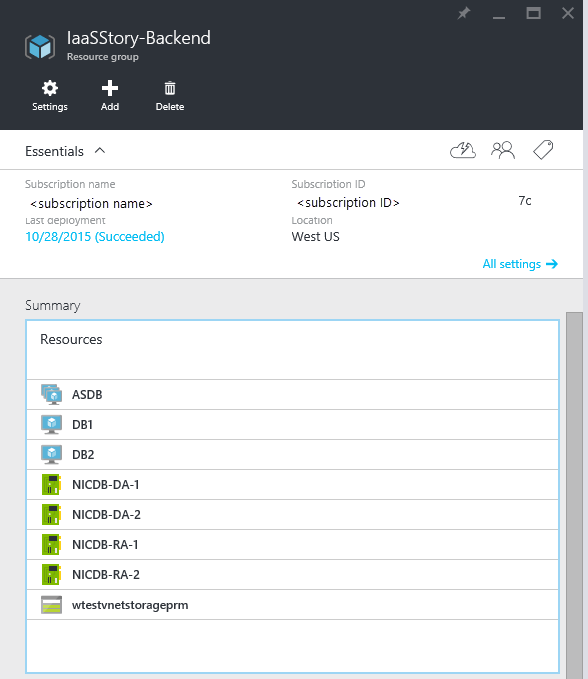 IaaSStory-Backend
Resource group
Settings Add Delete
Essentials
Subscription name Subscription ID
<subscription name> <subscription ID> 7c
Last deployment Location
10/28/2015 (Succeeded) West US
All settings
Summary
Resources
ASDB
DB1
DB2
NICDB-DA-1
NICDB-DA-2
NICDB-RA-1
NICDB-RA-2
wtestvnetstorageprm